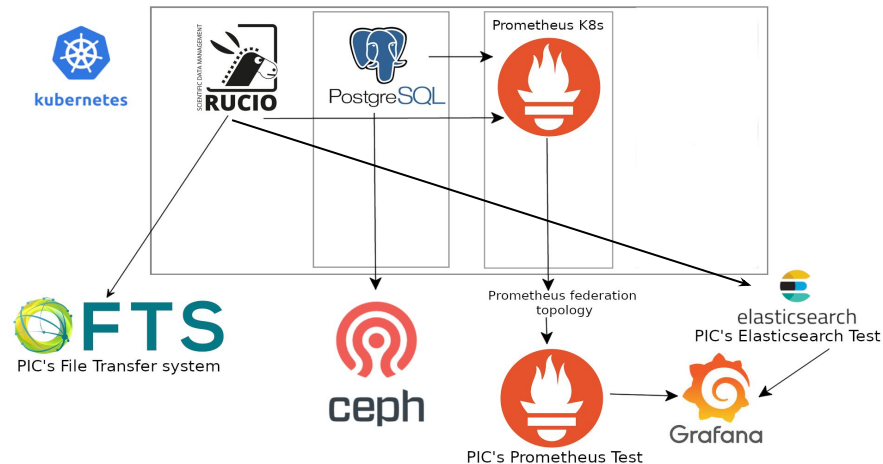 Prometheus K8s
SCIENTIFIC DATA MANAGEMENT
kubernetes
RUCIO
PostgreSQL
Prometheus federation
topology
FTS
PIC's File Transfer system
elasticsearch
PIC's Elasticsearch Test
ceph
Grafana
PIC's Prometheus Test